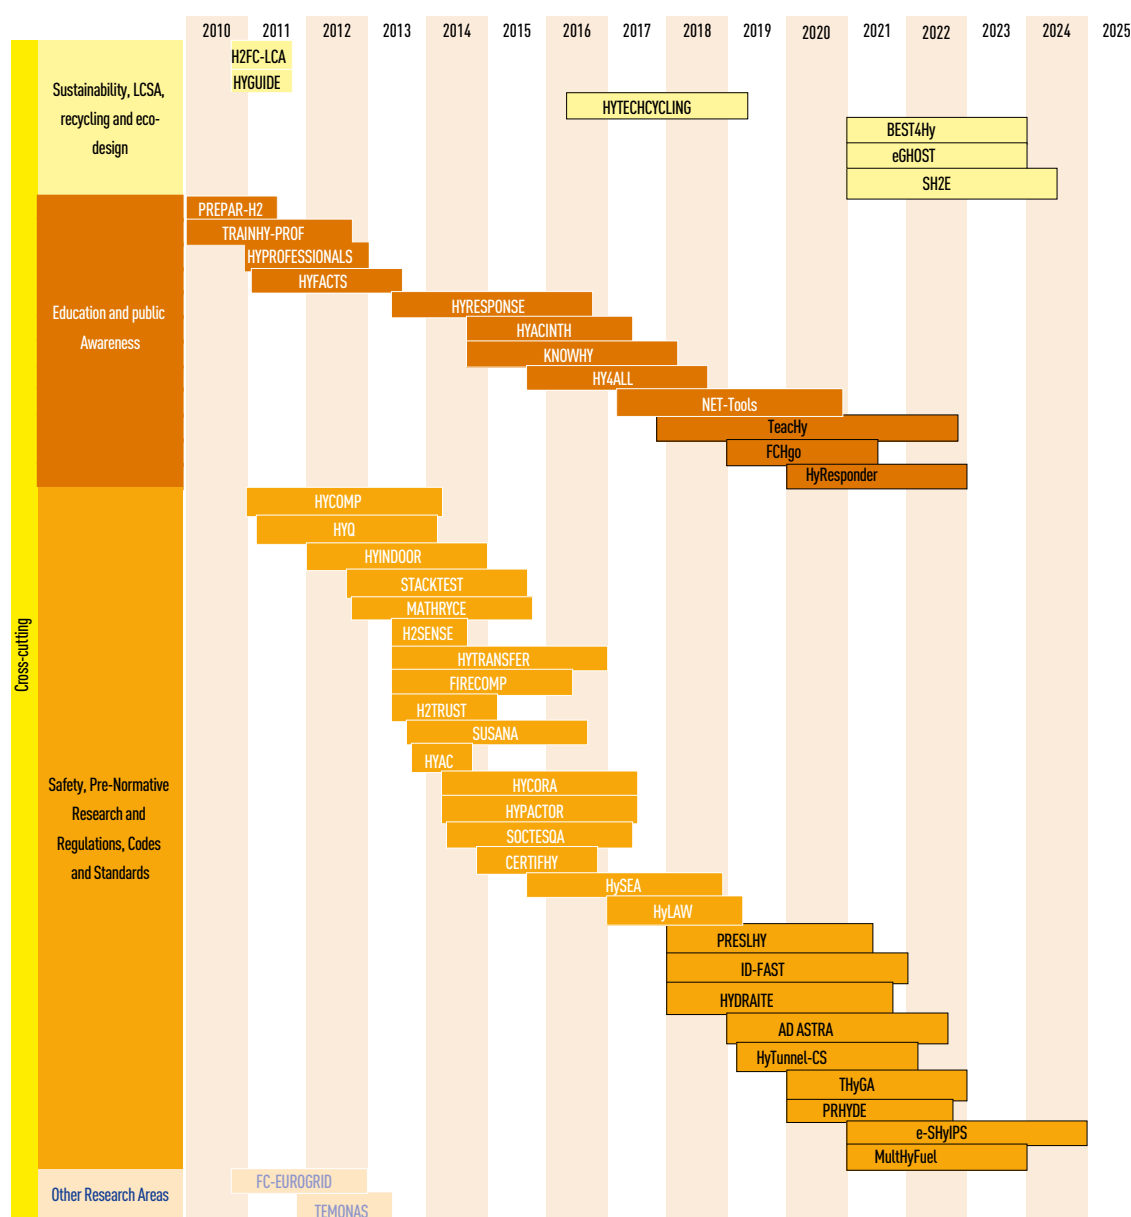 2010 2011 2012 2013 2014 2015 2016 2017 2018 2019 2020 2021 2022 2023 2024 2025
Cross-cutting
Sustainability, LCSA,
recycling and eco-
design
H2FC-LCA
HYGUIDE
HYTECHCYCLING
BEST4Hy
eGHOST
SH2E
Education and public
Awareness
PREPAR-H2
TRAINHY-PROF
HYPROFESSIONALS
HYFACTS
HYRESPONSE
HYACINTH
KNOWHY
HY4ALL
NET-Tools
TeacHy
FCHgo
HyResponder
Safety, Pre-Normative
Research and
Regulations, Codes
and Standards
HYCOMP
HYQ
HYINDOOR
STACKTEST
MATHRYCE
H2SENSE
HYTRANSFER
FIRECOMP
H2TRUST
SUSANA
HYAC
HYCORA
HYPACTOR
SOCTESQA
CERTIFHY
HySEA
HyLAW
PRESLHY
ID-FAST
HYDRAITE
AD ASTRA
HyTunnel-CS
THyGA
PRHYDE
e-SHyIPS
MultHyFuel
Other Research Areas
FC-EUROGRID
TEMONAS